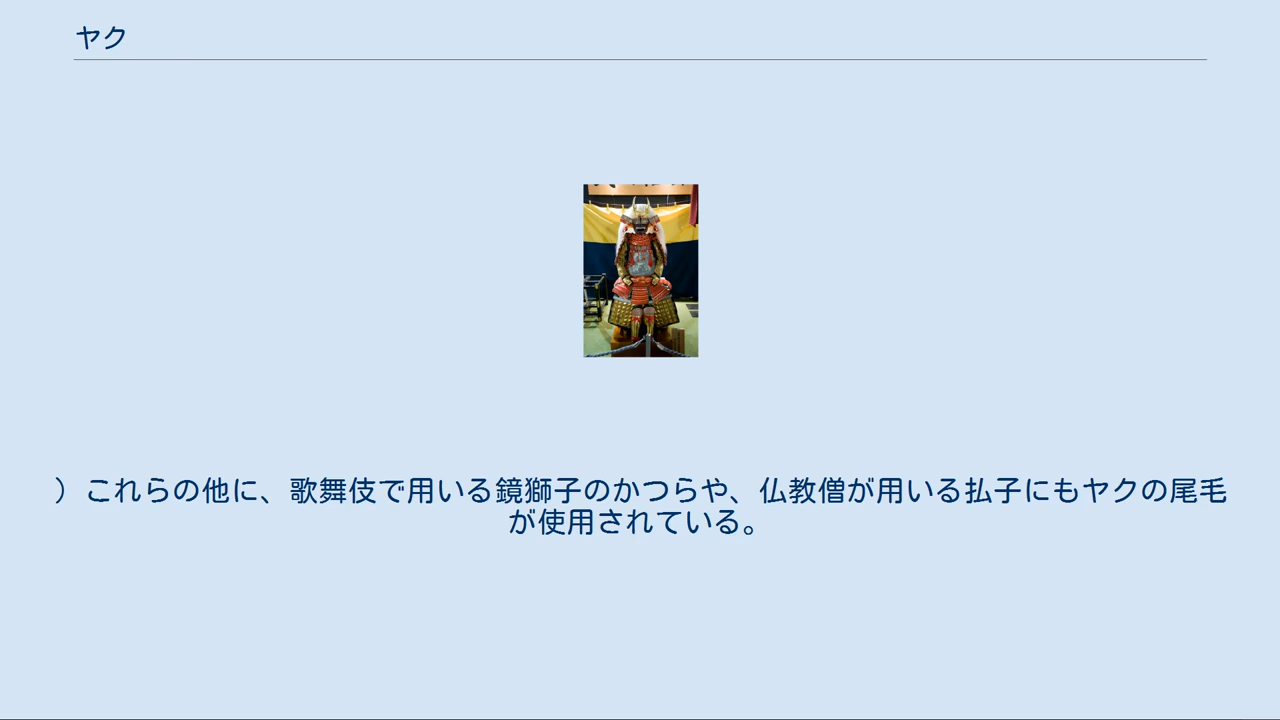 ヤク
）これらの他に、歌舞伎で用いる鏡獅子のかつらや、仏教僧が用いる払子にもヤクの尾毛
が使用されている。